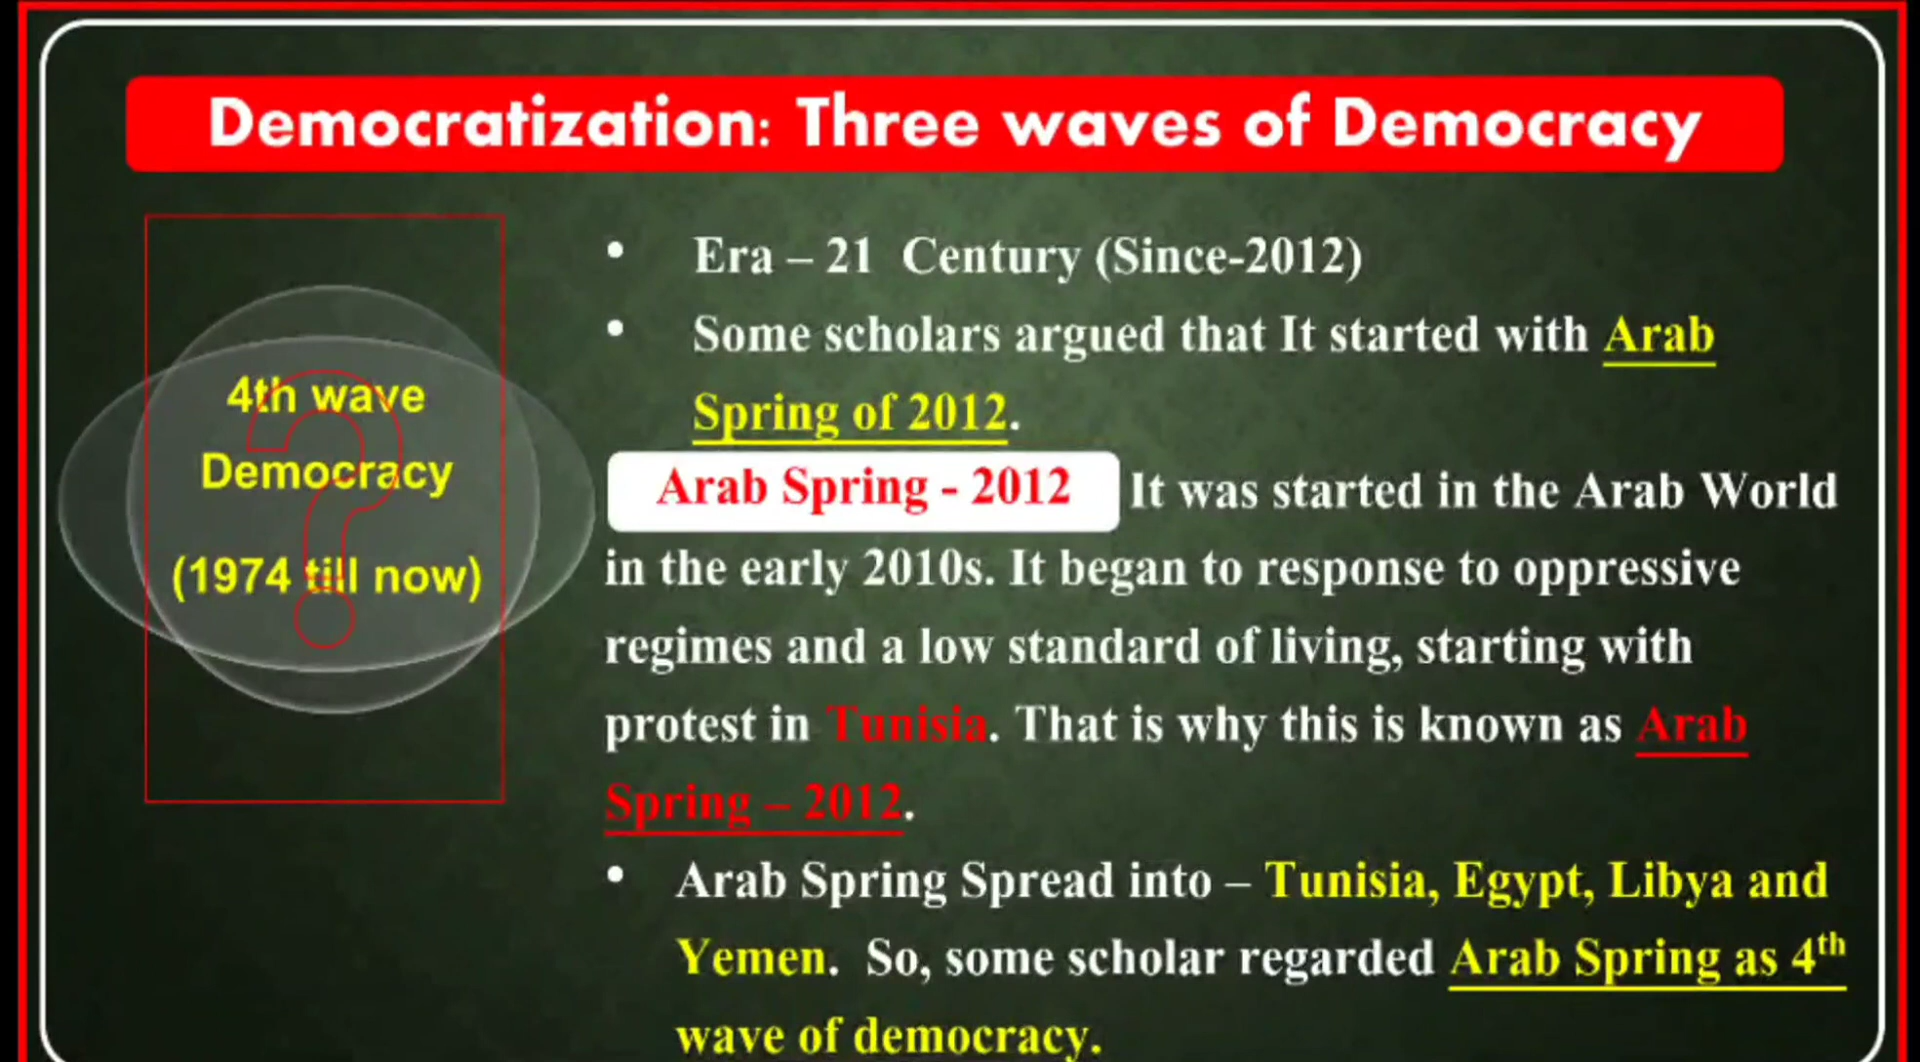 Democratization: Three waves of Democracy
4th wave
Democracy
(1974 till now)
• Era – 21 Century (Since-2012)
• Some scholars argued that It started with Arab
Spring of 2012.
Arab Spring - 2012 It was started in the Arab World
in the early 2010s. It began to response to oppressive
regimes and a low standard of living, starting with
protest in Tunisia. That is why this is known as Arab
Spring – 2012.
• Arab Spring Spread into – Tunisia, Egypt, Libya and
Yemen. So, some scholar regarded Arab Spring as 4th
wave of democracy.